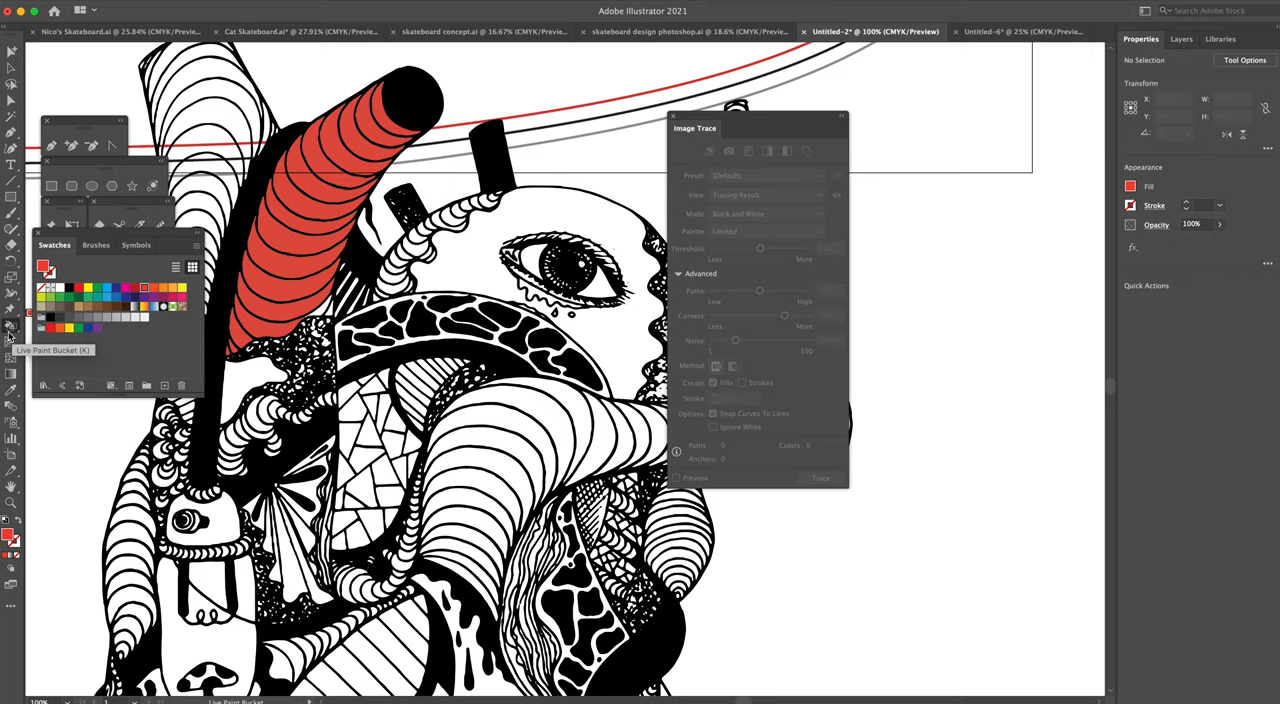 Adobe Illustrator 2021
Search Adobe Stock
Nico's Skateboard.ai @ 25.84% (CMYK/Previe...
Cat Skateboard.ai* @ 27.91% (CMYK/Previe...
skateboard concept.ai @ 16.67% (CMYK/Previe...
skateboard design photoshop.ai @ 18.6% (CMYK/Previe...
Untitled-2* @ 100% (CMYK/Preview)
Untitled-6* @ 25% (CMYK/Preview)
Properties
Layers
Libraries
No Selection
Tool Options
Transform
X:
W:
Y:
H:
Appearance
Fill
Stroke
Opacity
100%
Quick Actions
Swatches
Brushes
Symbols
Live Paint Bucket (K)
Image Trace
Preset:
[Default]
View:
Tracing Result
Mode:
Black and White
Palette:
Limited
Threshold:
Less
More
Advanced
Paths:
Low
High
Corners:
Less
More
Noise:
1
100
Method:
Create:
Fills
Strokes
Stroke:
Options:
Snap Curves To Lines
Ignore White
Paths:
0
Colors:
0
Anchors:
0
Preview
Trace
100%
1
Live Paint Bucket